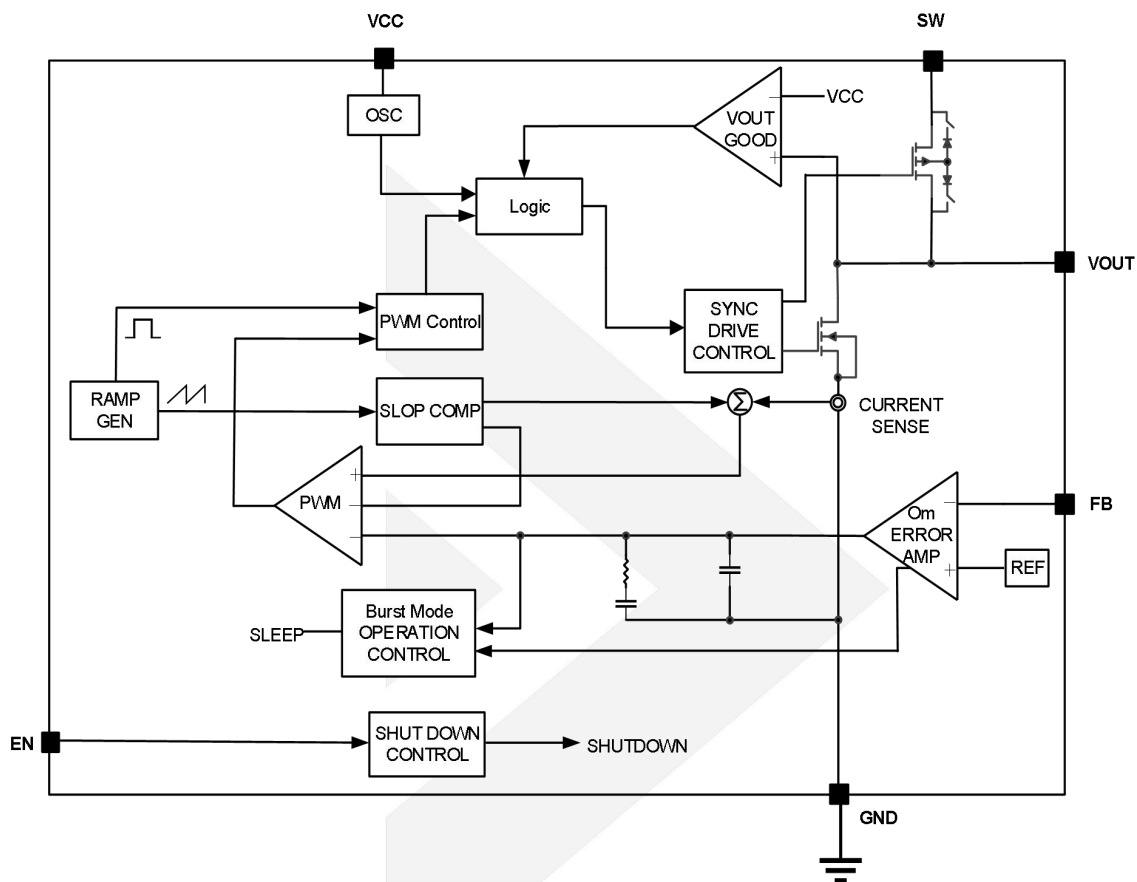 VCC
SW
OSC
VCC
VOUT
GOOD
−
+
Logic
VOUT
PWM Control
SYNC
DRIVE
CONTROL
RAMP
GEN
SLOP COMP
Σ
CURRENT
SENSE
PWM
+
−
−
Om
ERROR
AMP
−
+
FB
REF
Burst Mode
OPERATION
CONTROL
SLEEP
EN
SHUT DOWN
CONTROL
SHUTDOWN
GND